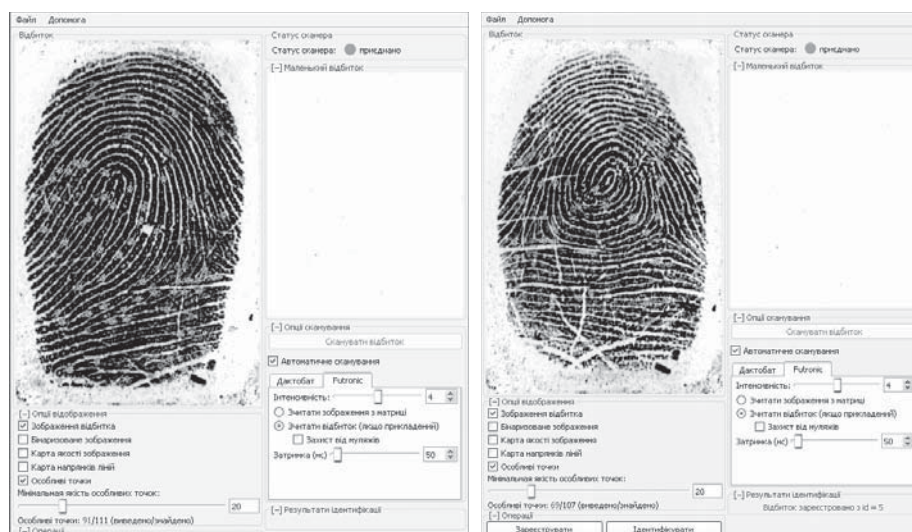 Файл Допомога
Відбиток
Статус сканера
Статус сканера: приєднано
[-] Маленький відбиток
[-] Опції сканування
Сканувати відбиток
Автоматичне сканування
Дактобат Futronic
Інтенсивність: 4
Зчитати зображення з матриці
Зчитати відбиток (якщо прикладений)
Захист від муляжів
Затримка (мс) 50
[-] Опції відображення
Зображення відбитка
Бінаризоване зображення
Карта якості зображення
Карта напрямків ліній
Особливі точки
Мінімальная якість особливих точок:
20
Особливі точки: 91/111 (виведено/знайдено)
[-] Операції
[-] Результати ідентифікації
Файл Допомога
Відбиток
Статус сканера
Статус сканера: приєднано
[-] Маленький відбиток
[-] Опції сканування
Сканувати відбиток
Автоматичне сканування
Дактобат Futronic
Інтенсивність: 4
Зчитати зображення з матриці
Зчитати відбиток (якщо прикладений)
Захист від муляжів
Затримка (мс) 50
[-] Опції відображення
Зображення відбитка
Бінаризоване зображення
Карта якості зображення
Карта напрямків ліній
Особливі точки
Мінімальная якість особливих точок:
20
Особливі точки: 69/107 (виведено/знайдено)
[-] Операції
Зареєструвати Ідентифікувати
[-] Результати ідентифікації
Відбиток зареєстровано з id = 5